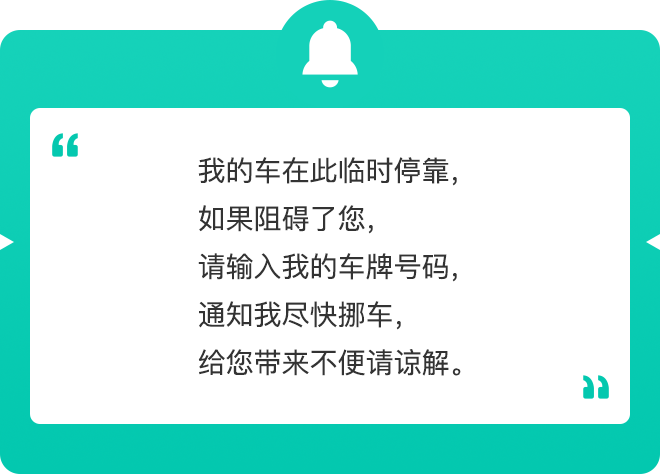 我的车在此临时停靠，
如果阻碍了您，
请输入我的车牌号码，
通知我尽快挪车，
给您带来不便请谅解。